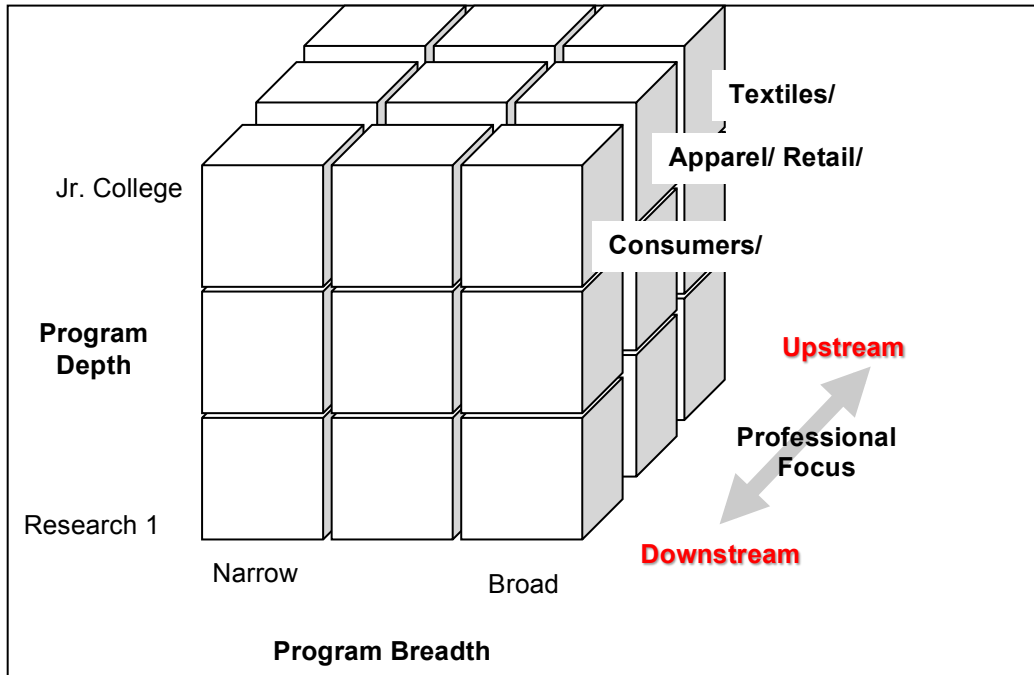 Textiles/
Apparel/ Retail/
Jr. College
Consumers/
Program
Depth
Upstream
Professional
Focus
Research 1
Downstream
Narrow
Broad
Program Breadth